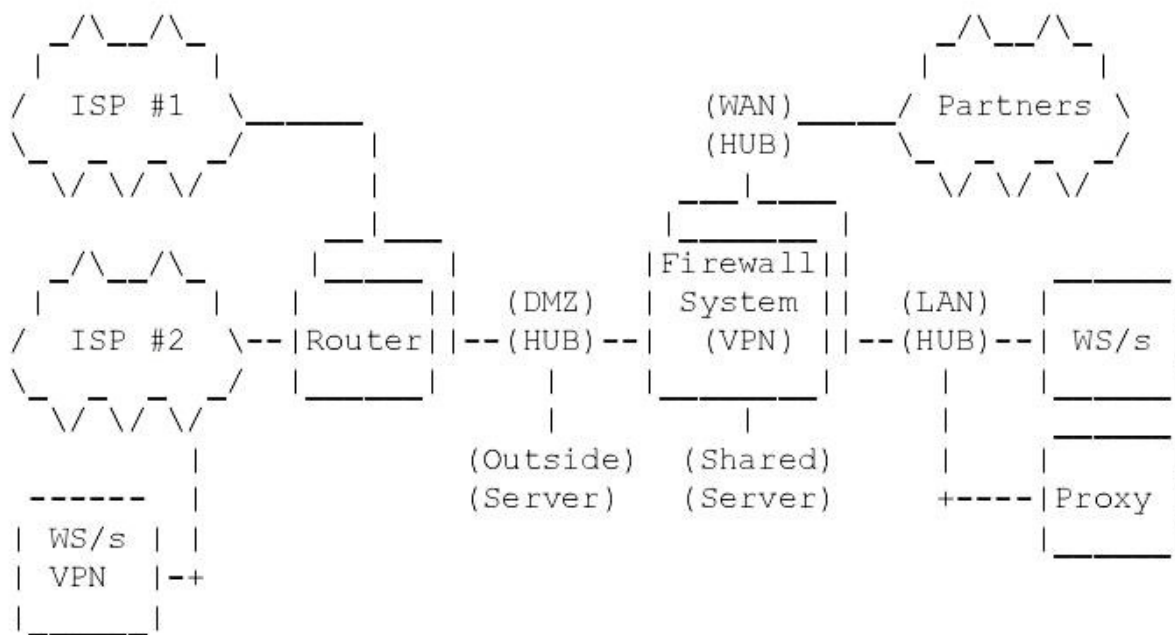 ISP #1 (WAN) Partners
(HUB)
Firewall
(DMZ) System (LAN)
ISP #2 Router (HUB) (VPN) (HUB) WS/s
(Outside) (Shared)
(Server) (Server) Proxy
WS/s
VPN